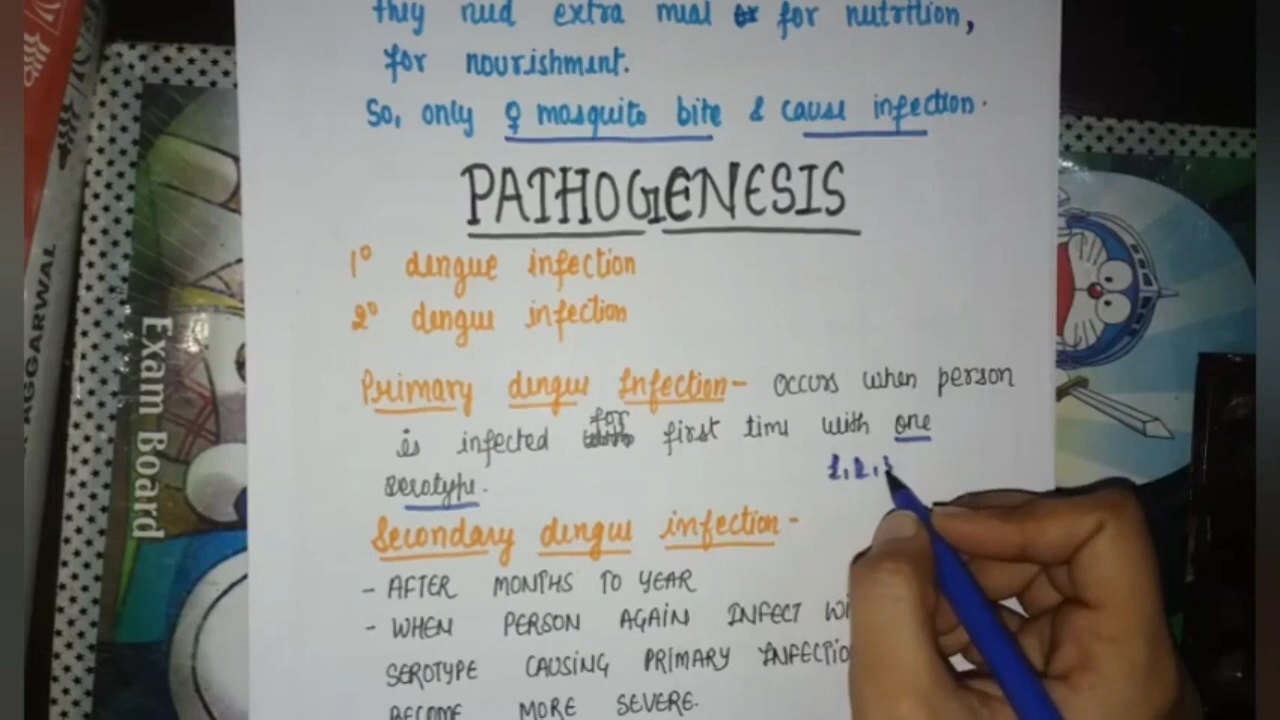 they need extra meal for nutrition,
for nourishment.
So, only ♀ mosquito bite & cause infection.
PATHOGENESIS
1° dengue infection
2° dengue infection
Primary dengue Infection- occurs when person
is infected for first time with one
serotype.
1,2,3
Secondary dengue infection-
- AFTER MONTHS TO YEAR
- WHEN PERSON AGAIN INFECT
SEROTYPE CAUSING PRIMARY
BECOME MORE SEVERE.
AGGARWAL
Exam Board